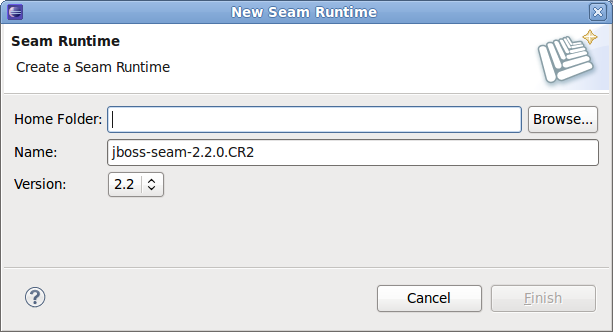 New Seam Runtime
Seam Runtime
Create a Seam Runtime
Home Folder: Browse...
Name: jboss-seam-2.2.0.CR2
Version: 2.2
? Cancel Finish